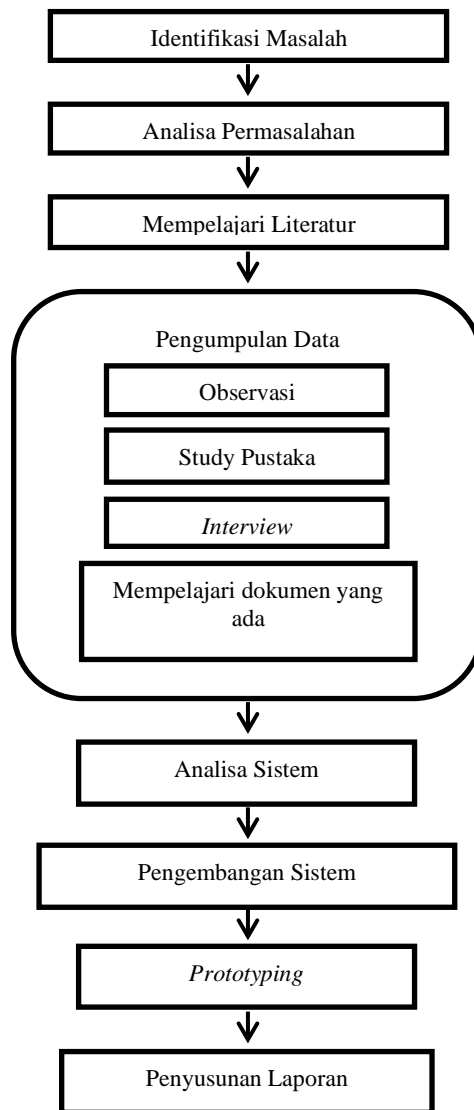 Identifikasi Masalah
Analisa Permasalahan
Mempelajari Literatur
Pengumpulan Data
Observasi
Study Pustaka
Interview
Mempelajari dokumen yang
ada
Analisa Sistem
Pengembangan Sistem
Prototyping
Penyusunan Laporan